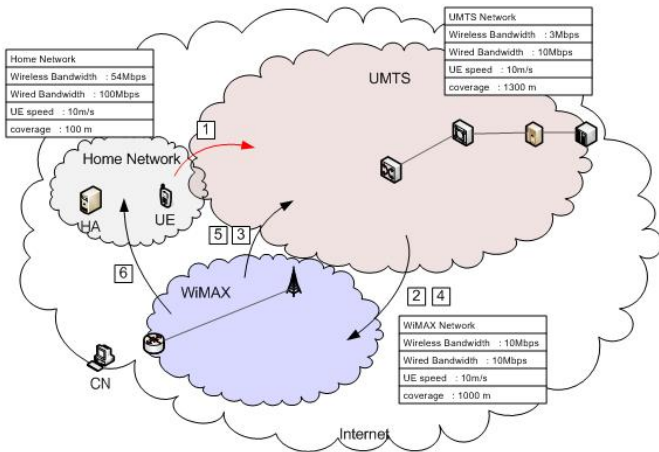 UMTS Network
Wireless Bandwidth : 3Mbps
Wired Bandwidth : 10Mbps
UE speed : 10m/s
coverage : 1300 m
Home Network
Wireless Bandwidth : 54Mbps
Wired Bandwidth : 100Mbps
UE speed : 10m/s
coverage : 100 m
UMTS
1
Home Network
HA
UE
5 3
6
WiMAX
2 4
WiMAX Network
Wireless Bandwidth : 10Mbps
Wired Bandwidth : 10Mbps
UE speed : 10m/s
coverage : 1000 m
CN
Internet